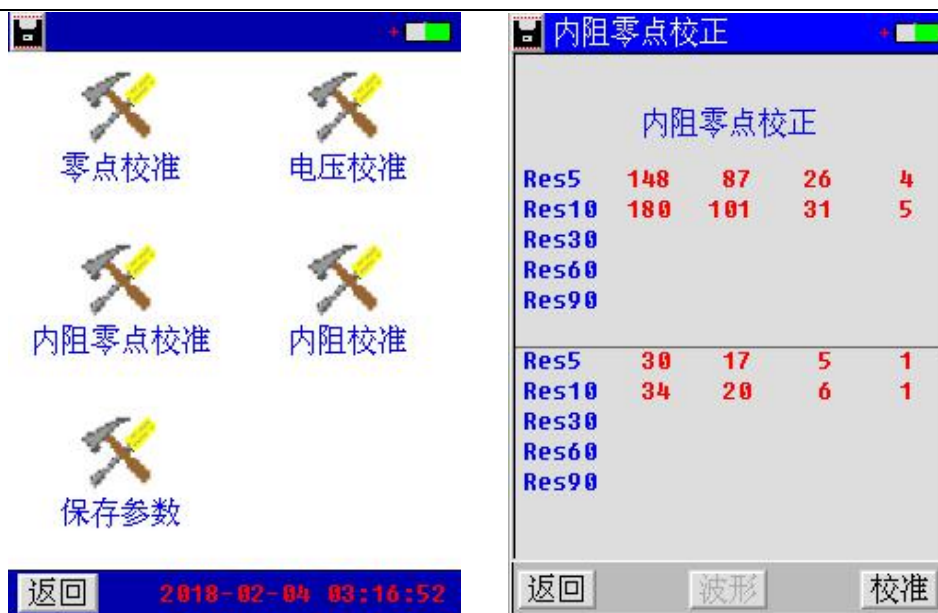 零点校准 电压校准
内阻零点校准 内阻校准
保存参数
返回 2018-02-04 03:16:52
内阻零点校正
内阻零点校正
Res5 148 87 26 4
Res10 180 101 31 5
Res30
Res60
Res90
Res5 30 17 5 1
Res10 34 20 6 1
Res30
Res60
Res90
返回 波形 校准